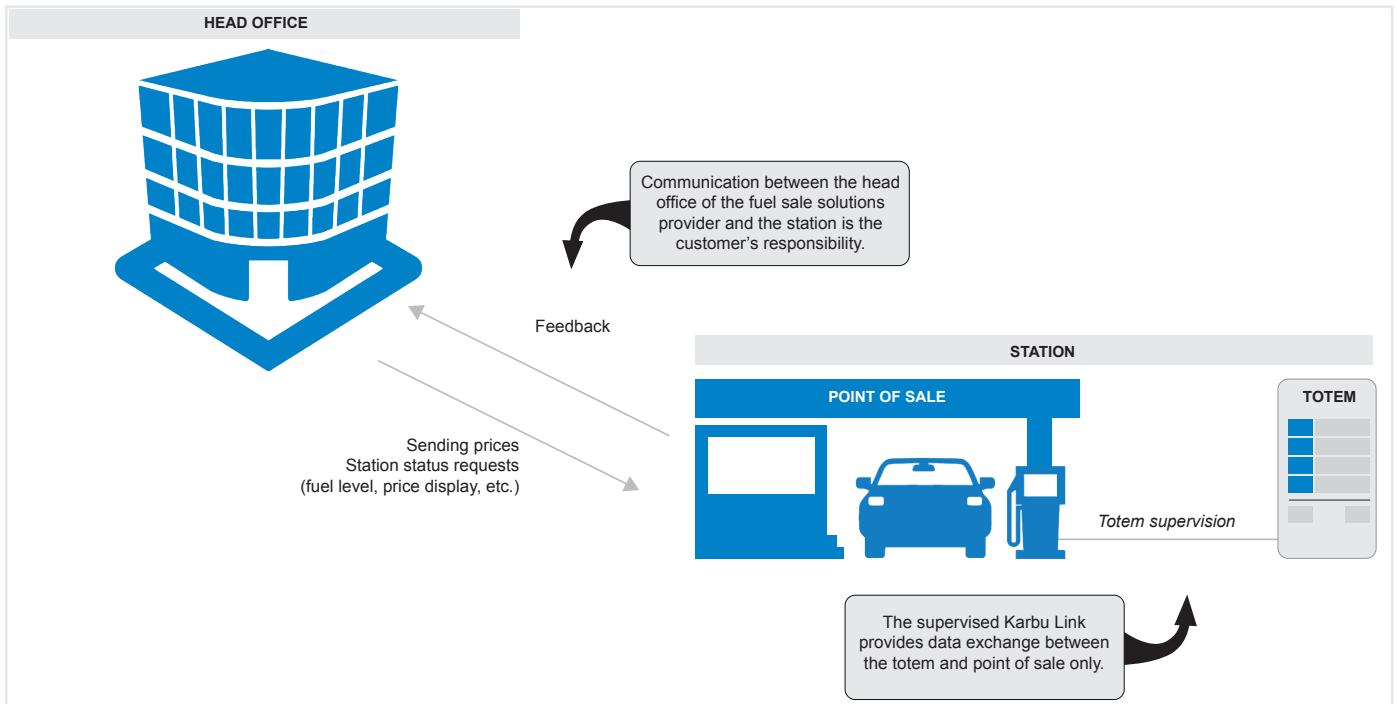 HEAD OFFICE
Communication between the head
office of the fuel sale solutions
provider and the station is the
customer's responsibility.
Feedback
Sending prices
Station status requests
(fuel level, price display, etc.)
STATION
POINT OF SALE
TOTEM
Totem supervision
The supervised Karbu Link
provides data exchange between
the totem and point of sale only.